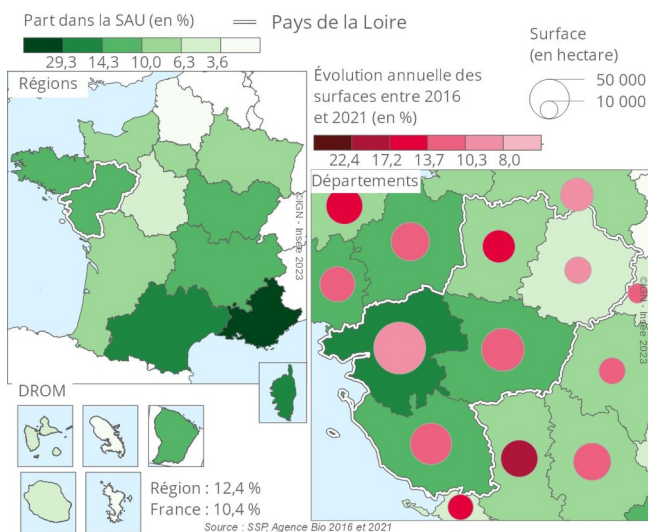 Part dans la SAU (en %)
Pays de la Loire
29,3 14,3 10,0 6,3 3,6
Surface
(en hectare)
50 000
10 000
Évolution annuelle des
surfaces entre 2016
et 2021 (en %)
22,4 17,2 13,7 10,3 8,0
Régions
©IGN - Insee 2023
Départements
©IGN - Insee 2023
DROM
Région : 12,4 %
France : 10,4 %
Source : SSP, Agence Bio 2016 et 2021